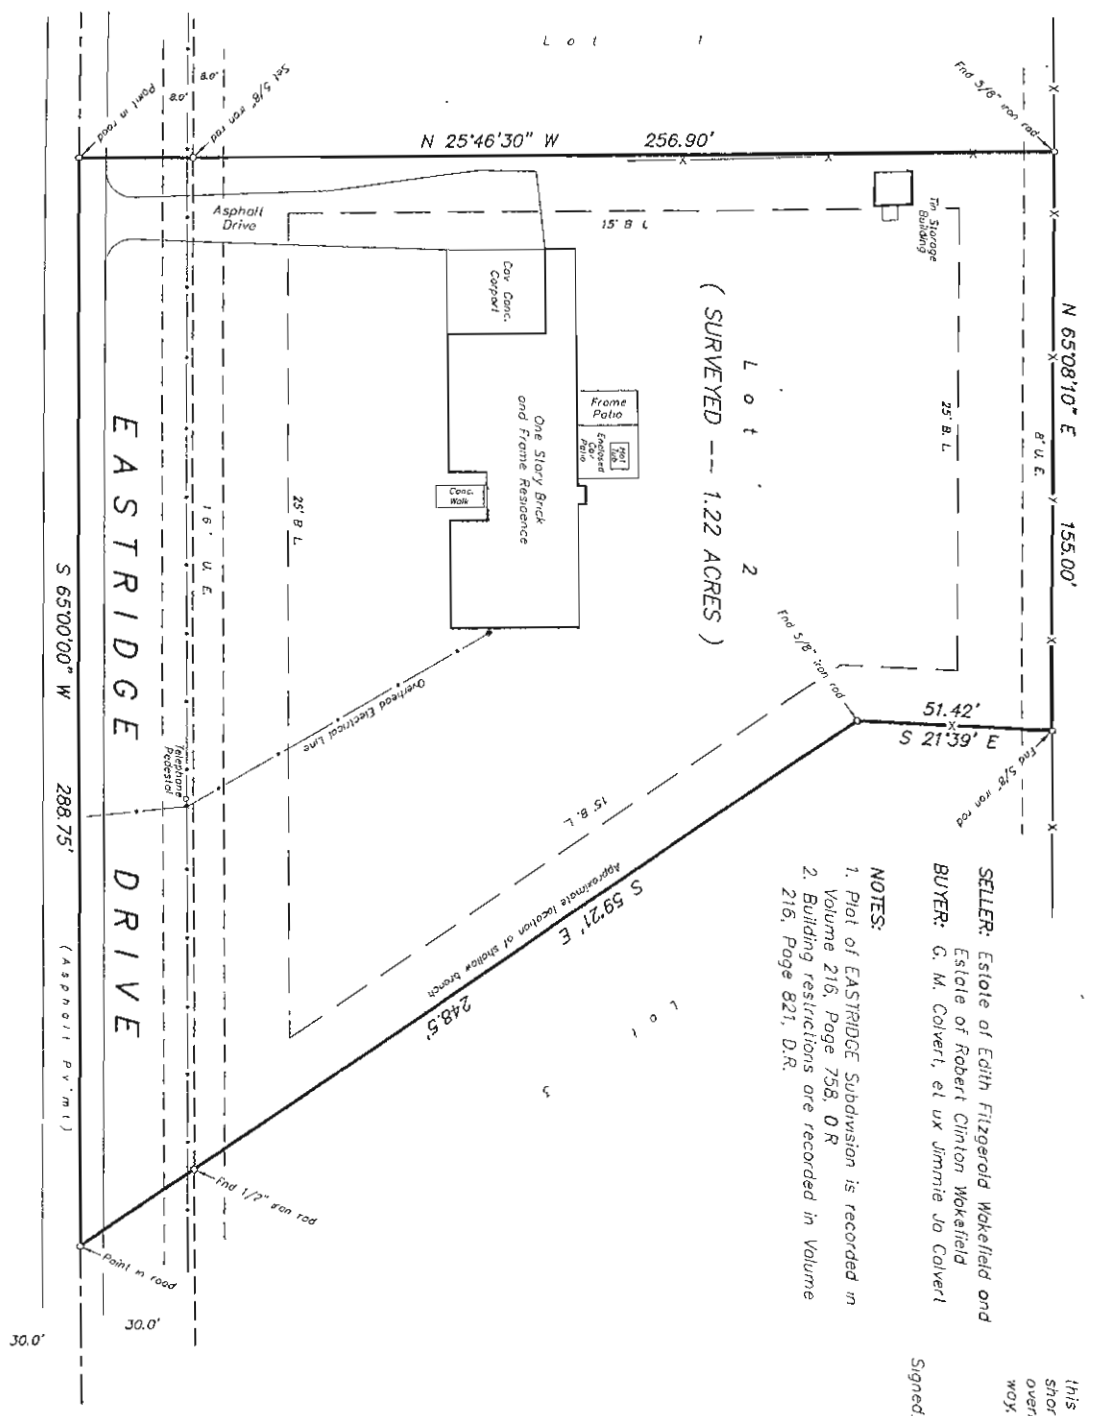 Lot 1
Fnd 5/8" iron rod
Set 5/8" iron rod
Point in road
8.0'
8.0'
N 25°46'30" W 256.90'
Tin Storage
Building
15' B L
Asphalt
Drive
Cov. Conc.
Carport
N 65°08'10" E 155.00'
8' U.E.
25' B.L.
Lot 2
( SURVEYED -- 1.22 ACRES )
Frame
Patio
Enclosed
Cov
Patio
Hot
Tub
One Story Brick
and Frame Residence
Conc.
Walk
25' B L
16' U.E.
EASTRIDGE DRIVE
S 65°00'00" W 288.75'
(Asphalt Pv'mt)
Overhead Electrical Line
Telephone
Pedestal
Fnd 5/8" iron rod
51.42'
S 21°39' E
Fnd 5/8" iron rod
15' B.L.
Approximate location of shallow branch
S 59°21' E
248.5'
Lot 3
Fnd 1/2" iron rod
Point in road
30.0'
30.0'
SELLER: Estate of Edith Fitzgerald Wakefield and
Estate of Robert Clinton Wakefield
BUYER: G. M. Calvert, et ux Jimmie Jo Calvert
NOTES:
1. Plat of EASTRIDGE Subdivision is recorded in
Volume 216, Page 758, D R
2. Building restrictions are recorded in Volume
216, Page 821, D.R.
this
shor
over
way,
Signed